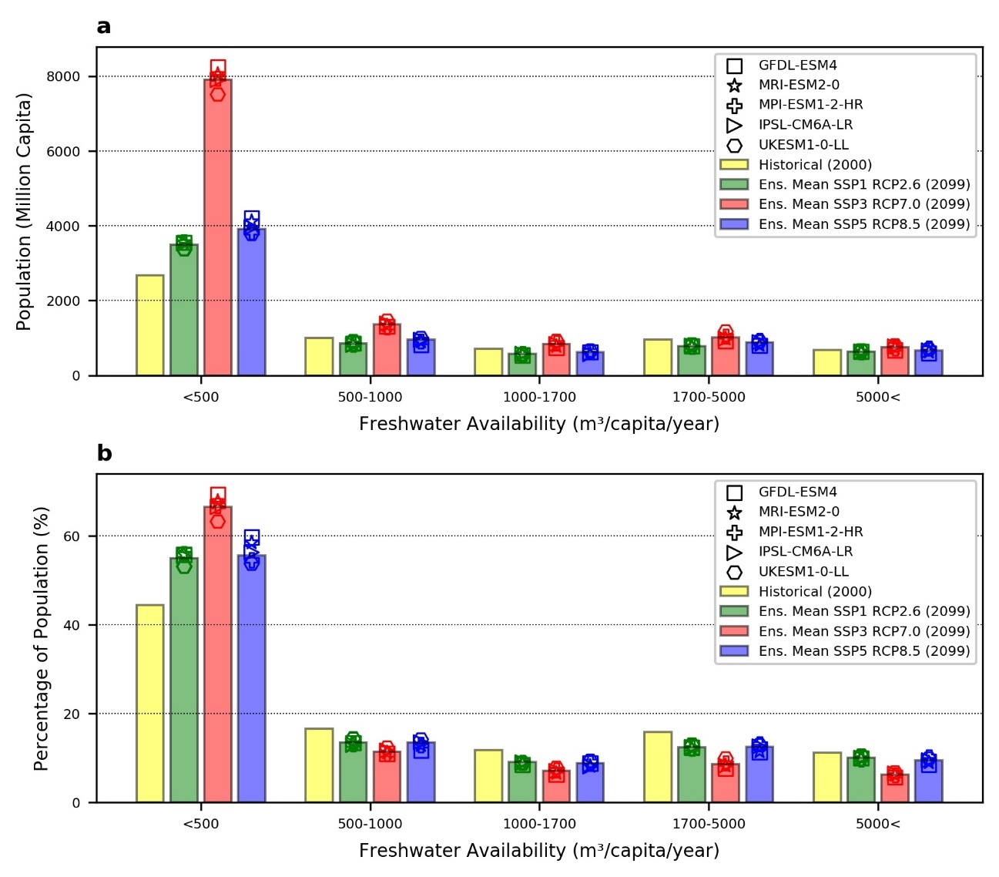 a
8000
6000
4000
2000
0
Population (Million Capita)
GFDL-ESM4
MRI-ESM2-0
MPI-ESM1-2-HR
IPSL-CM6A-LR
UKESM1-0-LL
Historical (2000)
Ens. Mean SSP1 RCP2.6 (2099)
Ens. Mean SSP3 RCP7.0 (2099)
Ens. Mean SSP5 RCP8.5 (2099)
<500 500-1000 1000-1700 1700-5000 5000<
Freshwater Availability (m³/capita/year)
b
60
40
20
0
Percentage of Population (%)
GFDL-ESM4
MRI-ESM2-0
MPI-ESM1-2-HR
IPSL-CM6A-LR
UKESM1-0-LL
Historical (2000)
Ens. Mean SSP1 RCP2.6 (2099)
Ens. Mean SSP3 RCP7.0 (2099)
Ens. Mean SSP5 RCP8.5 (2099)
<500 500-1000 1000-1700 1700-5000 5000<
Freshwater Availability (m³/capita/year)